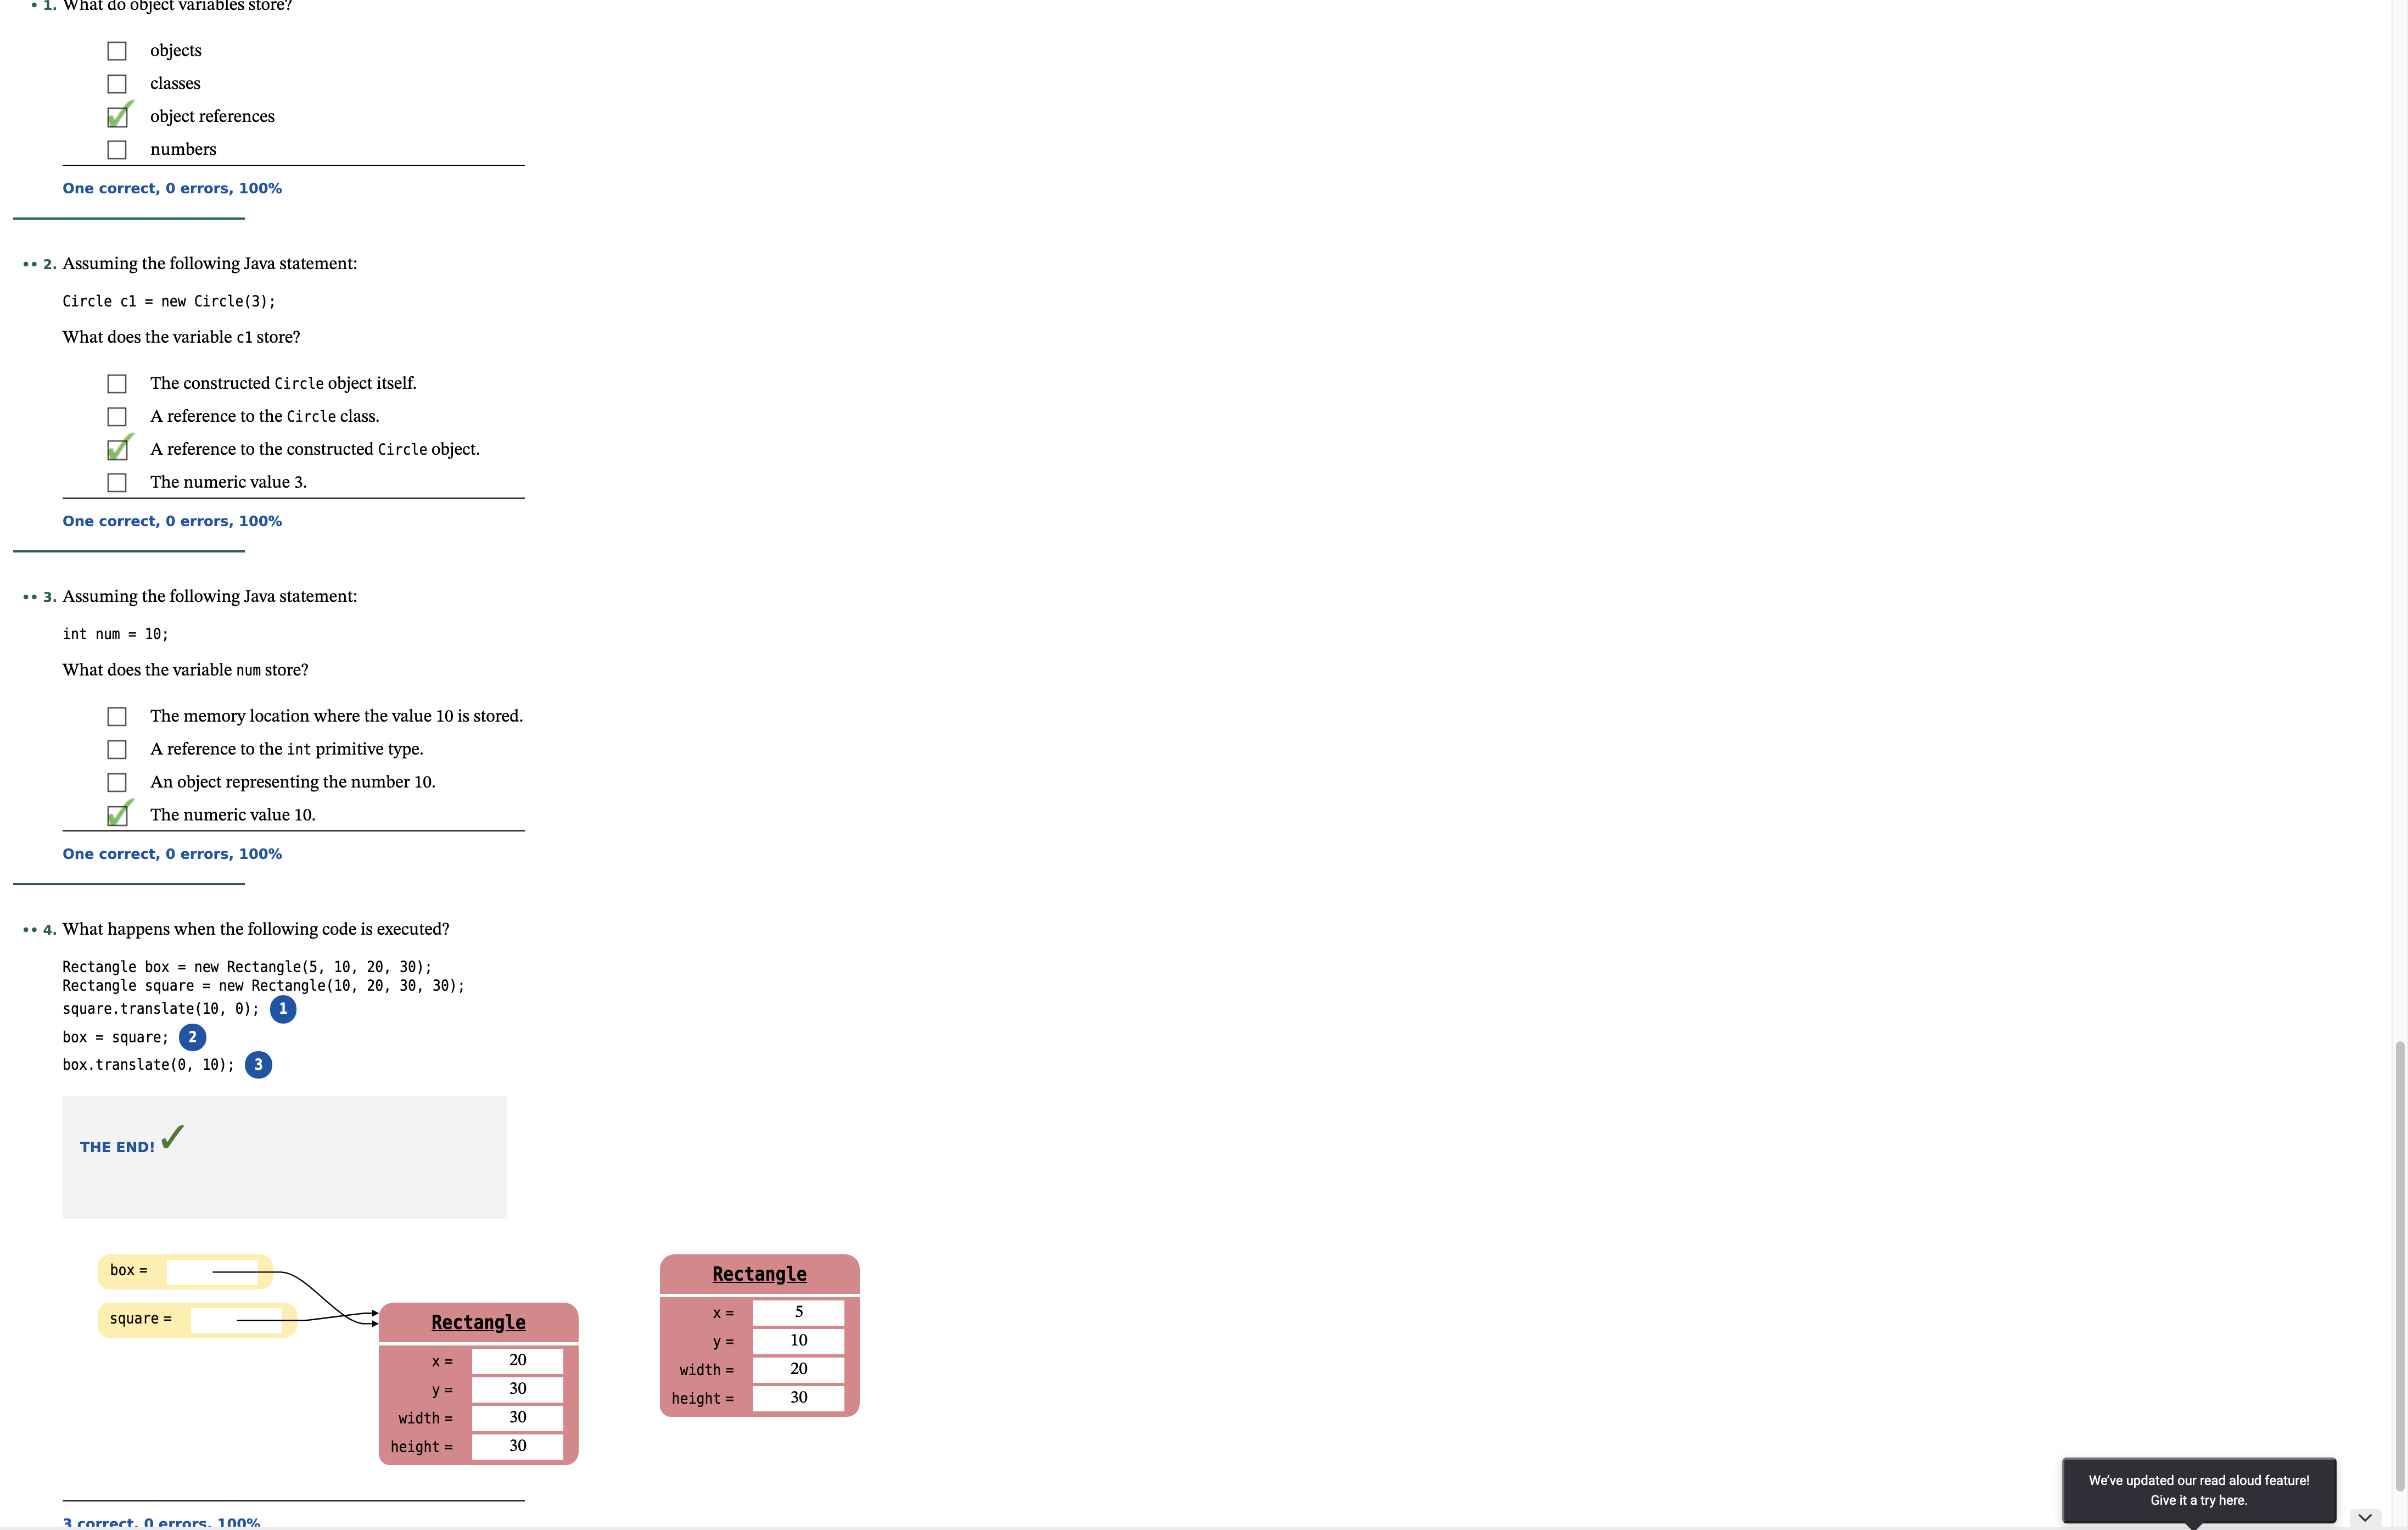 • 1. What do object variables store?
objects
classes
object references
numbers
One correct, 0 errors, 100%
•• 2. Assuming the following Java statement:
Circle c1 = new Circle(3);
What does the variable c1 store?
The constructed Circle object itself.
A reference to the Circle class.
A reference to the constructed Circle object.
The numeric value 3.
One correct, 0 errors, 100%
•• 3. Assuming the following Java statement:
int num = 10;
What does the variable num store?
The memory location where the value 10 is stored.
A reference to the int primitive type.
An object representing the number 10.
The numeric value 10.
One correct, 0 errors, 100%
•• 4. What happens when the following code is executed?
Rectangle box = new Rectangle(5, 10, 20, 30);
Rectangle square = new Rectangle(10, 20, 30, 30);
square.translate(10, 0); 1
box = square; 2
box.translate(0, 10); 3
THE END!
box =
square =
Rectangle
x = 20
y = 30
width = 30
height = 30
Rectangle
x = 5
y = 10
width = 20
height = 30
3 correct, 0 errors, 100%
We've updated our read aloud feature!
Give it a try here.